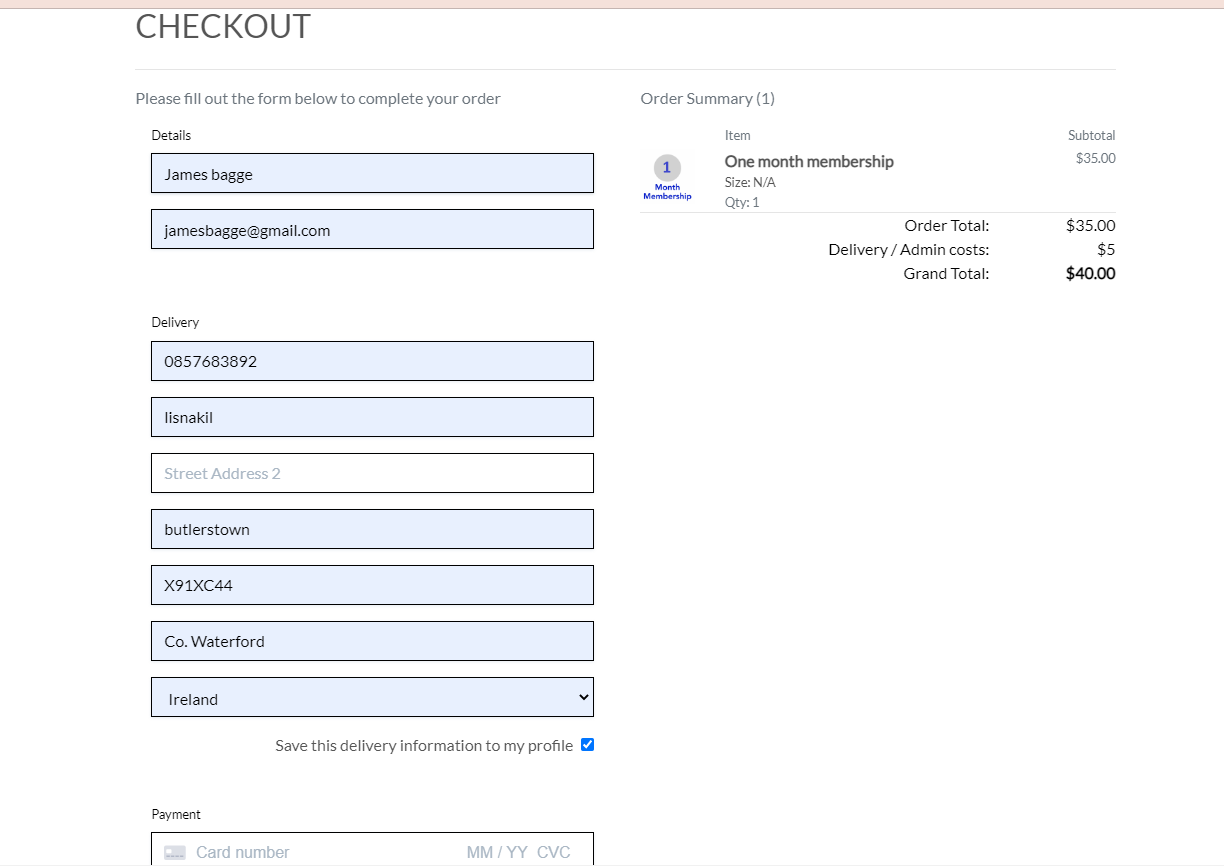 CHECKOUT
Please fill out the form below to complete your order
Details
James bagge
jamesbagge@gmail.com
Delivery
0857683892
lisnakil
Street Address 2
butlerstown
X91XC44
Co. Waterford
Ireland
Save this delivery information to my profile
Payment
Card number MM / YY CVC
Order Summary (1)
Item Subtotal
1
Month
Membership
One month membership $35.00
Size: N/A
Qty: 1
Order Total: $35.00
Delivery / Admin costs: $5
Grand Total: $40.00